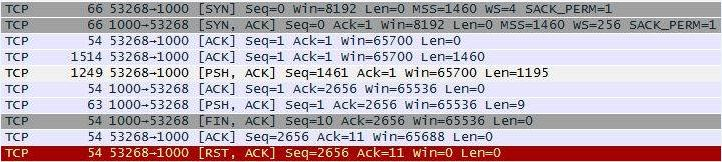 TCP 66 53268→1000 [SYN] Seq=0 Win=8192 Len=0 MSS=1460 WS=4 SACK_PERM=1
TCP 66 1000→53268 [SYN, ACK] Seq=0 Ack=1 Win=8192 Len=0 MSS=1460 WS=256 SACK_PERM=1
TCP 54 53268→1000 [ACK] Seq=1 Ack=1 Win=65700 Len=0
TCP 1514 53268→1000 [ACK] Seq=1 Ack=1 Win=65700 Len=1460
TCP 1249 53268→1000 [PSH, ACK] Seq=1461 Ack=1 Win=65700 Len=1195
TCP 54 1000→53268 [ACK] Seq=1 Ack=2656 Win=65536 Len=0
TCP 63 1000→53268 [PSH, ACK] Seq=1 Ack=2656 Win=65536 Len=9
TCP 54 1000→53268 [FIN, ACK] Seq=10 Ack=2656 Win=65536 Len=0
TCP 54 53268→1000 [ACK] Seq=2656 Ack=11 Win=65688 Len=0
TCP 54 53268→1000 [RST, ACK] Seq=2656 Ack=11 Win=0 Len=0